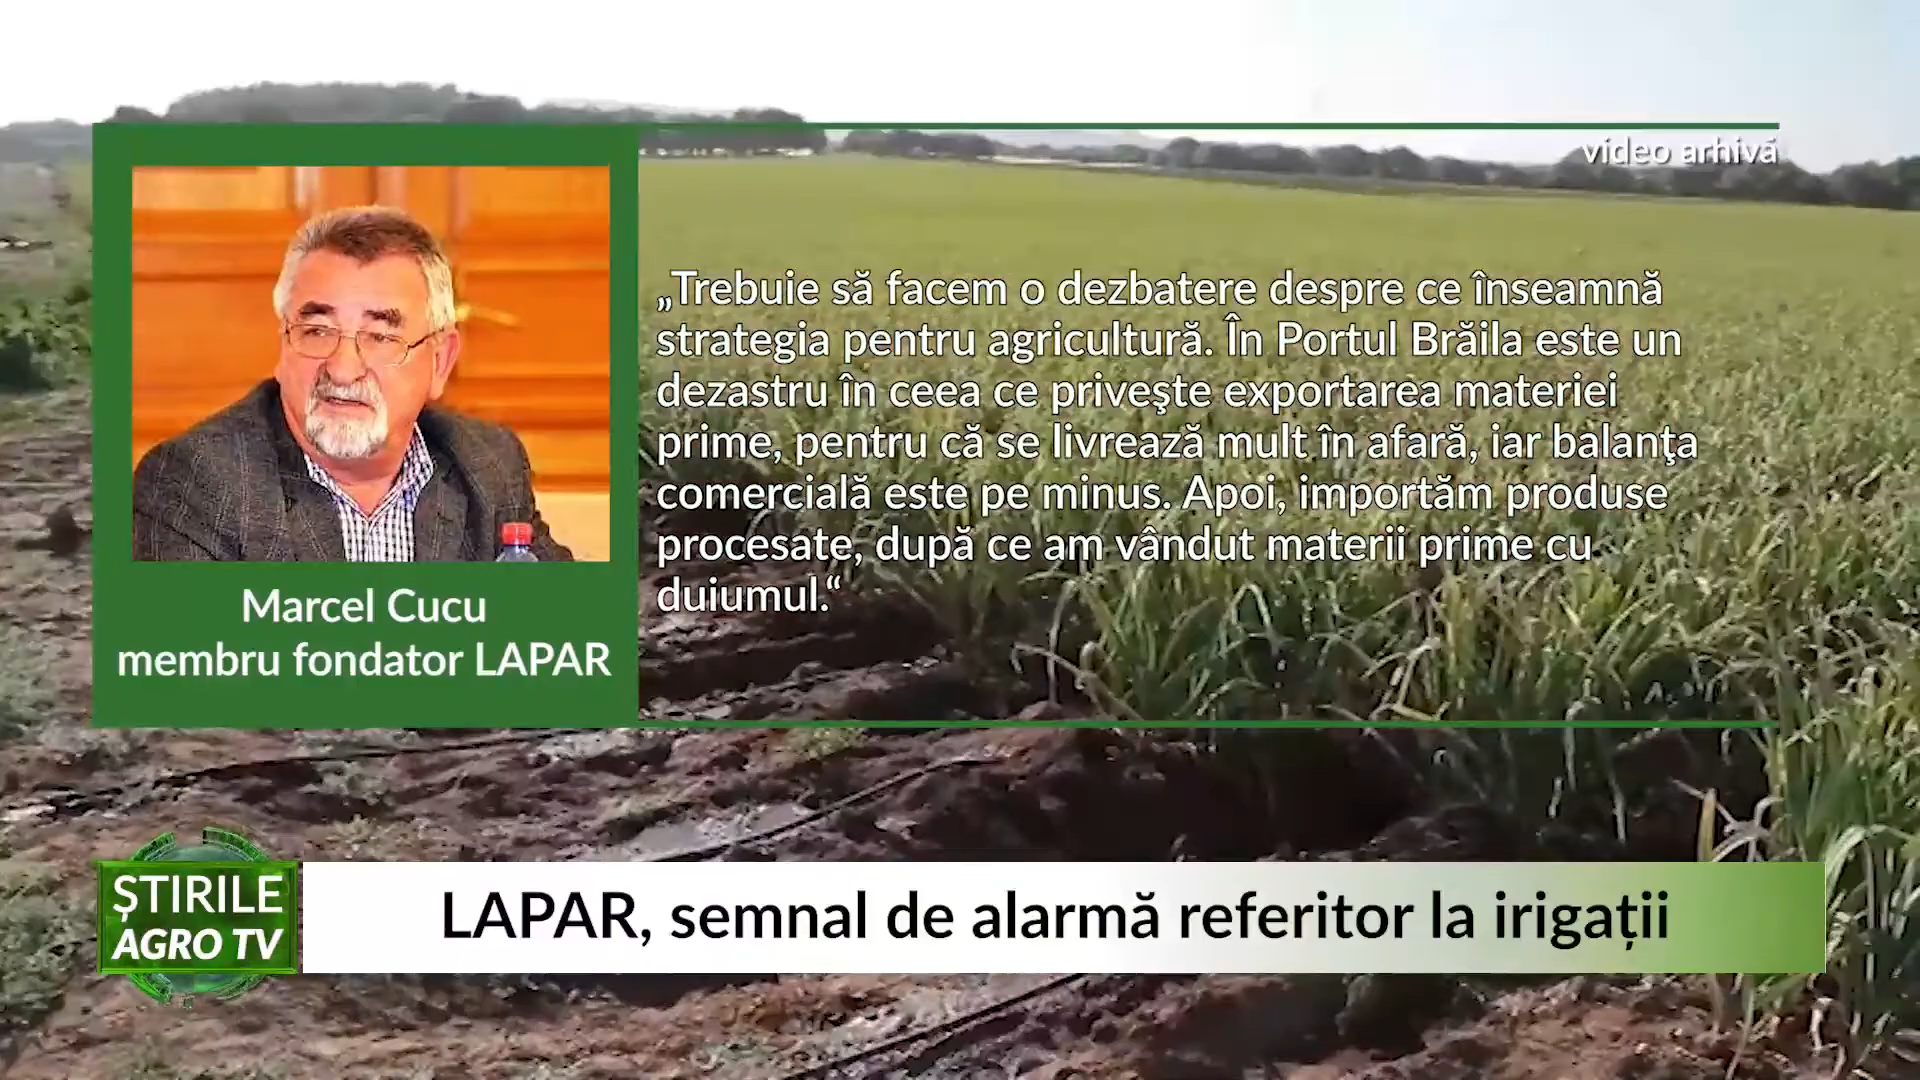 video arhivă
„Trebuie să facem o dezbatere despre ce înseamnă
strategia pentru agricultură. În Portul Brăila este un
dezastru în ceea ce priveşte exportarea materiei
prime, pentru că se livrează mult în afară, iar balanţa
comercială este pe minus. Apoi, importăm produse
procesate, după ce am vândut materii prime cu
duiumul.“
Marcel Cucu
membru fondator LAPAR
ȘTIRILE
AGRO TV
LAPAR, semnal de alarmă referitor la irigații